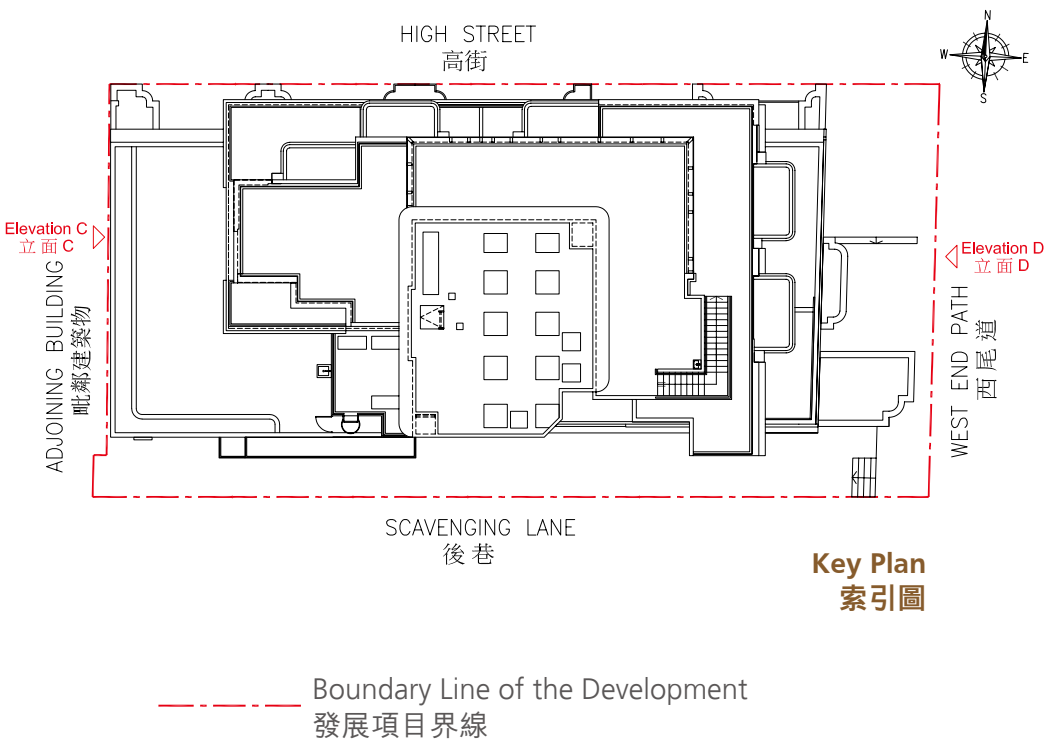 HIGH STREET
高街
N
W
E
S
Elevation C
立面 C
Elevation D
立面 D
ADJOINING BUILDING
毗鄰建築物
WEST END PATH
西尾道
SCAVENGING LANE
後巷
Key Plan
索引圖
Boundary Line of the Development
發展項目界線